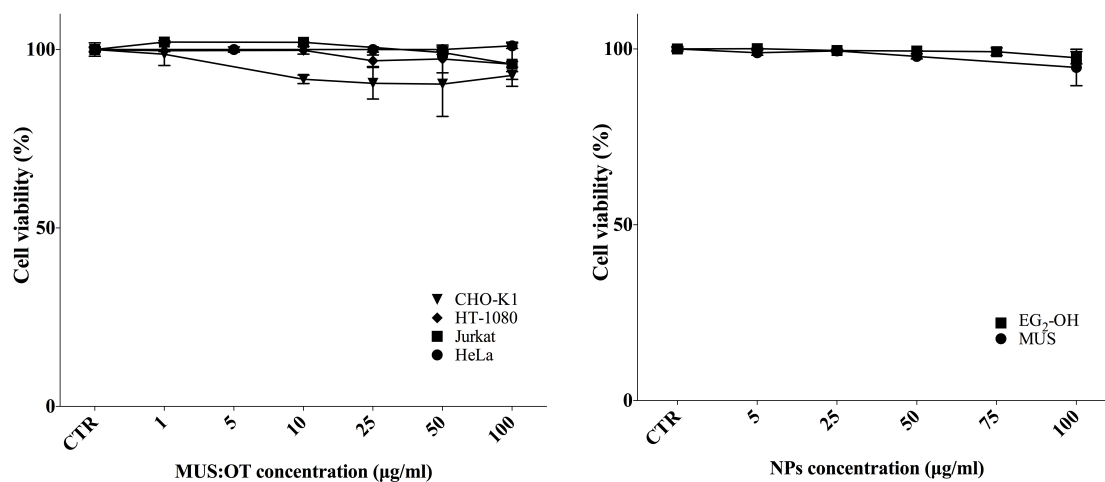 Cell viability (%)
100
50
0
CTR
1
5
10
25
50
100
MUS:OT concentration (µg/ml)
CHO-K1
HT-1080
Jurkat
HeLa
Cell viability (%)
100
50
0
CTR
5
25
50
75
100
NPs concentration (µg/ml)
EG₂-OH
MUS